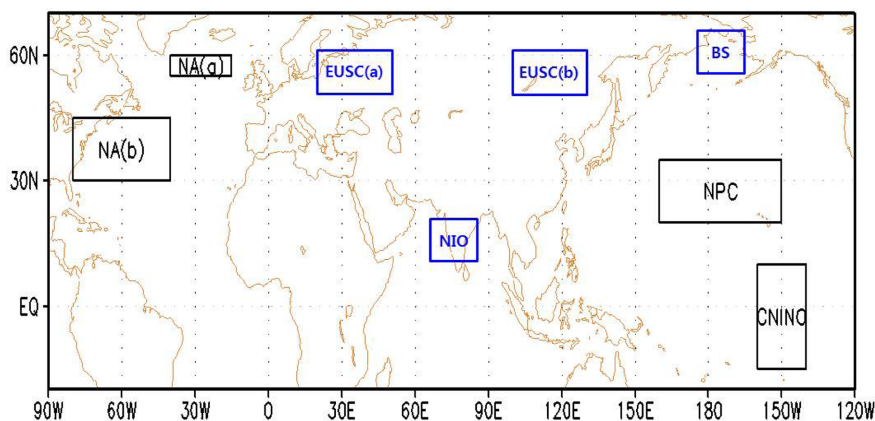 60N
NA(a)
EUSC(a)
EUSC(b)
BS
NA(b)
30N
NPC
NIO
EQ
CNINO
90W 60W 30W 0 30E 60E 90E 120E 150E 180 150W 120W